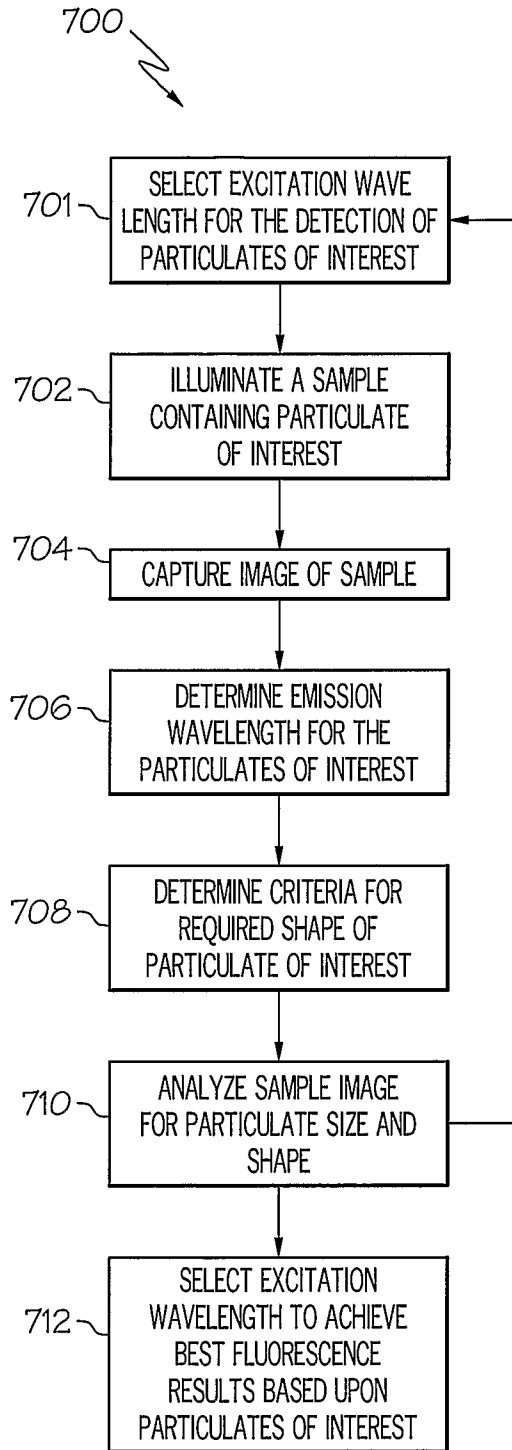 700
701
SELECT EXCITATION WAVE
LENGTH FOR THE DETECTION OF
PARTICULATES OF INTEREST
702
ILLUMINATE A SAMPLE
CONTAINING PARTICULATE
OF INTEREST
704
CAPTURE IMAGE OF SAMPLE
706
DETERMINE EMISSION
WAVELENGTH FOR THE
PARTICULATES OF INTEREST
708
DETERMINE CRITERIA FOR
REQUIRED SHAPE OF
PARTICULATE OF INTEREST
710
ANALYZE SAMPLE IMAGE
FOR PARTICULATE SIZE AND
SHAPE
712
SELECT EXCITATION
WAVELENGTH TO ACHIEVE
BEST FLUORESCENCE
RESULTS BASED UPON
PARTICULATES OF INTEREST